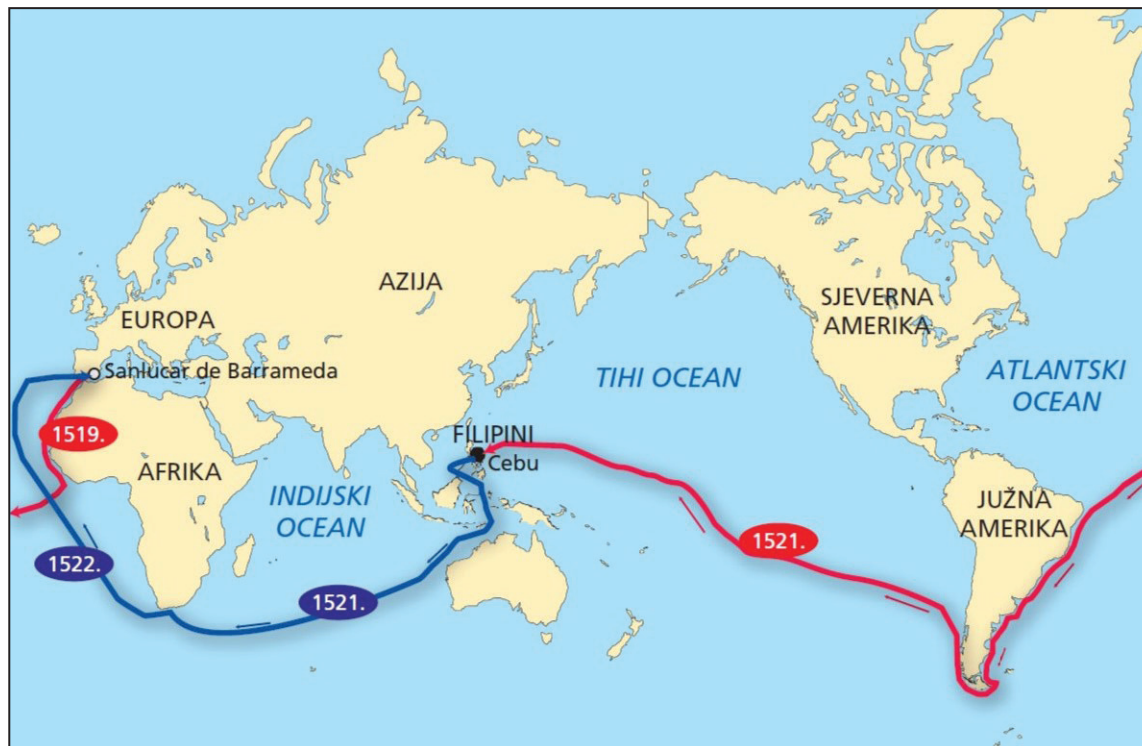 AZIJA
EUROPA
Sanlucar de Barrameda
1519.
AFRIKA
INDIJSKI
OCEAN
1522.
1521.
FILIPINI
Cebu
TIHI OCEAN
1521.
SJEVERNA
AMERIKA
ATLANTSKI
OCEAN
JUŽNA
AMERIKA